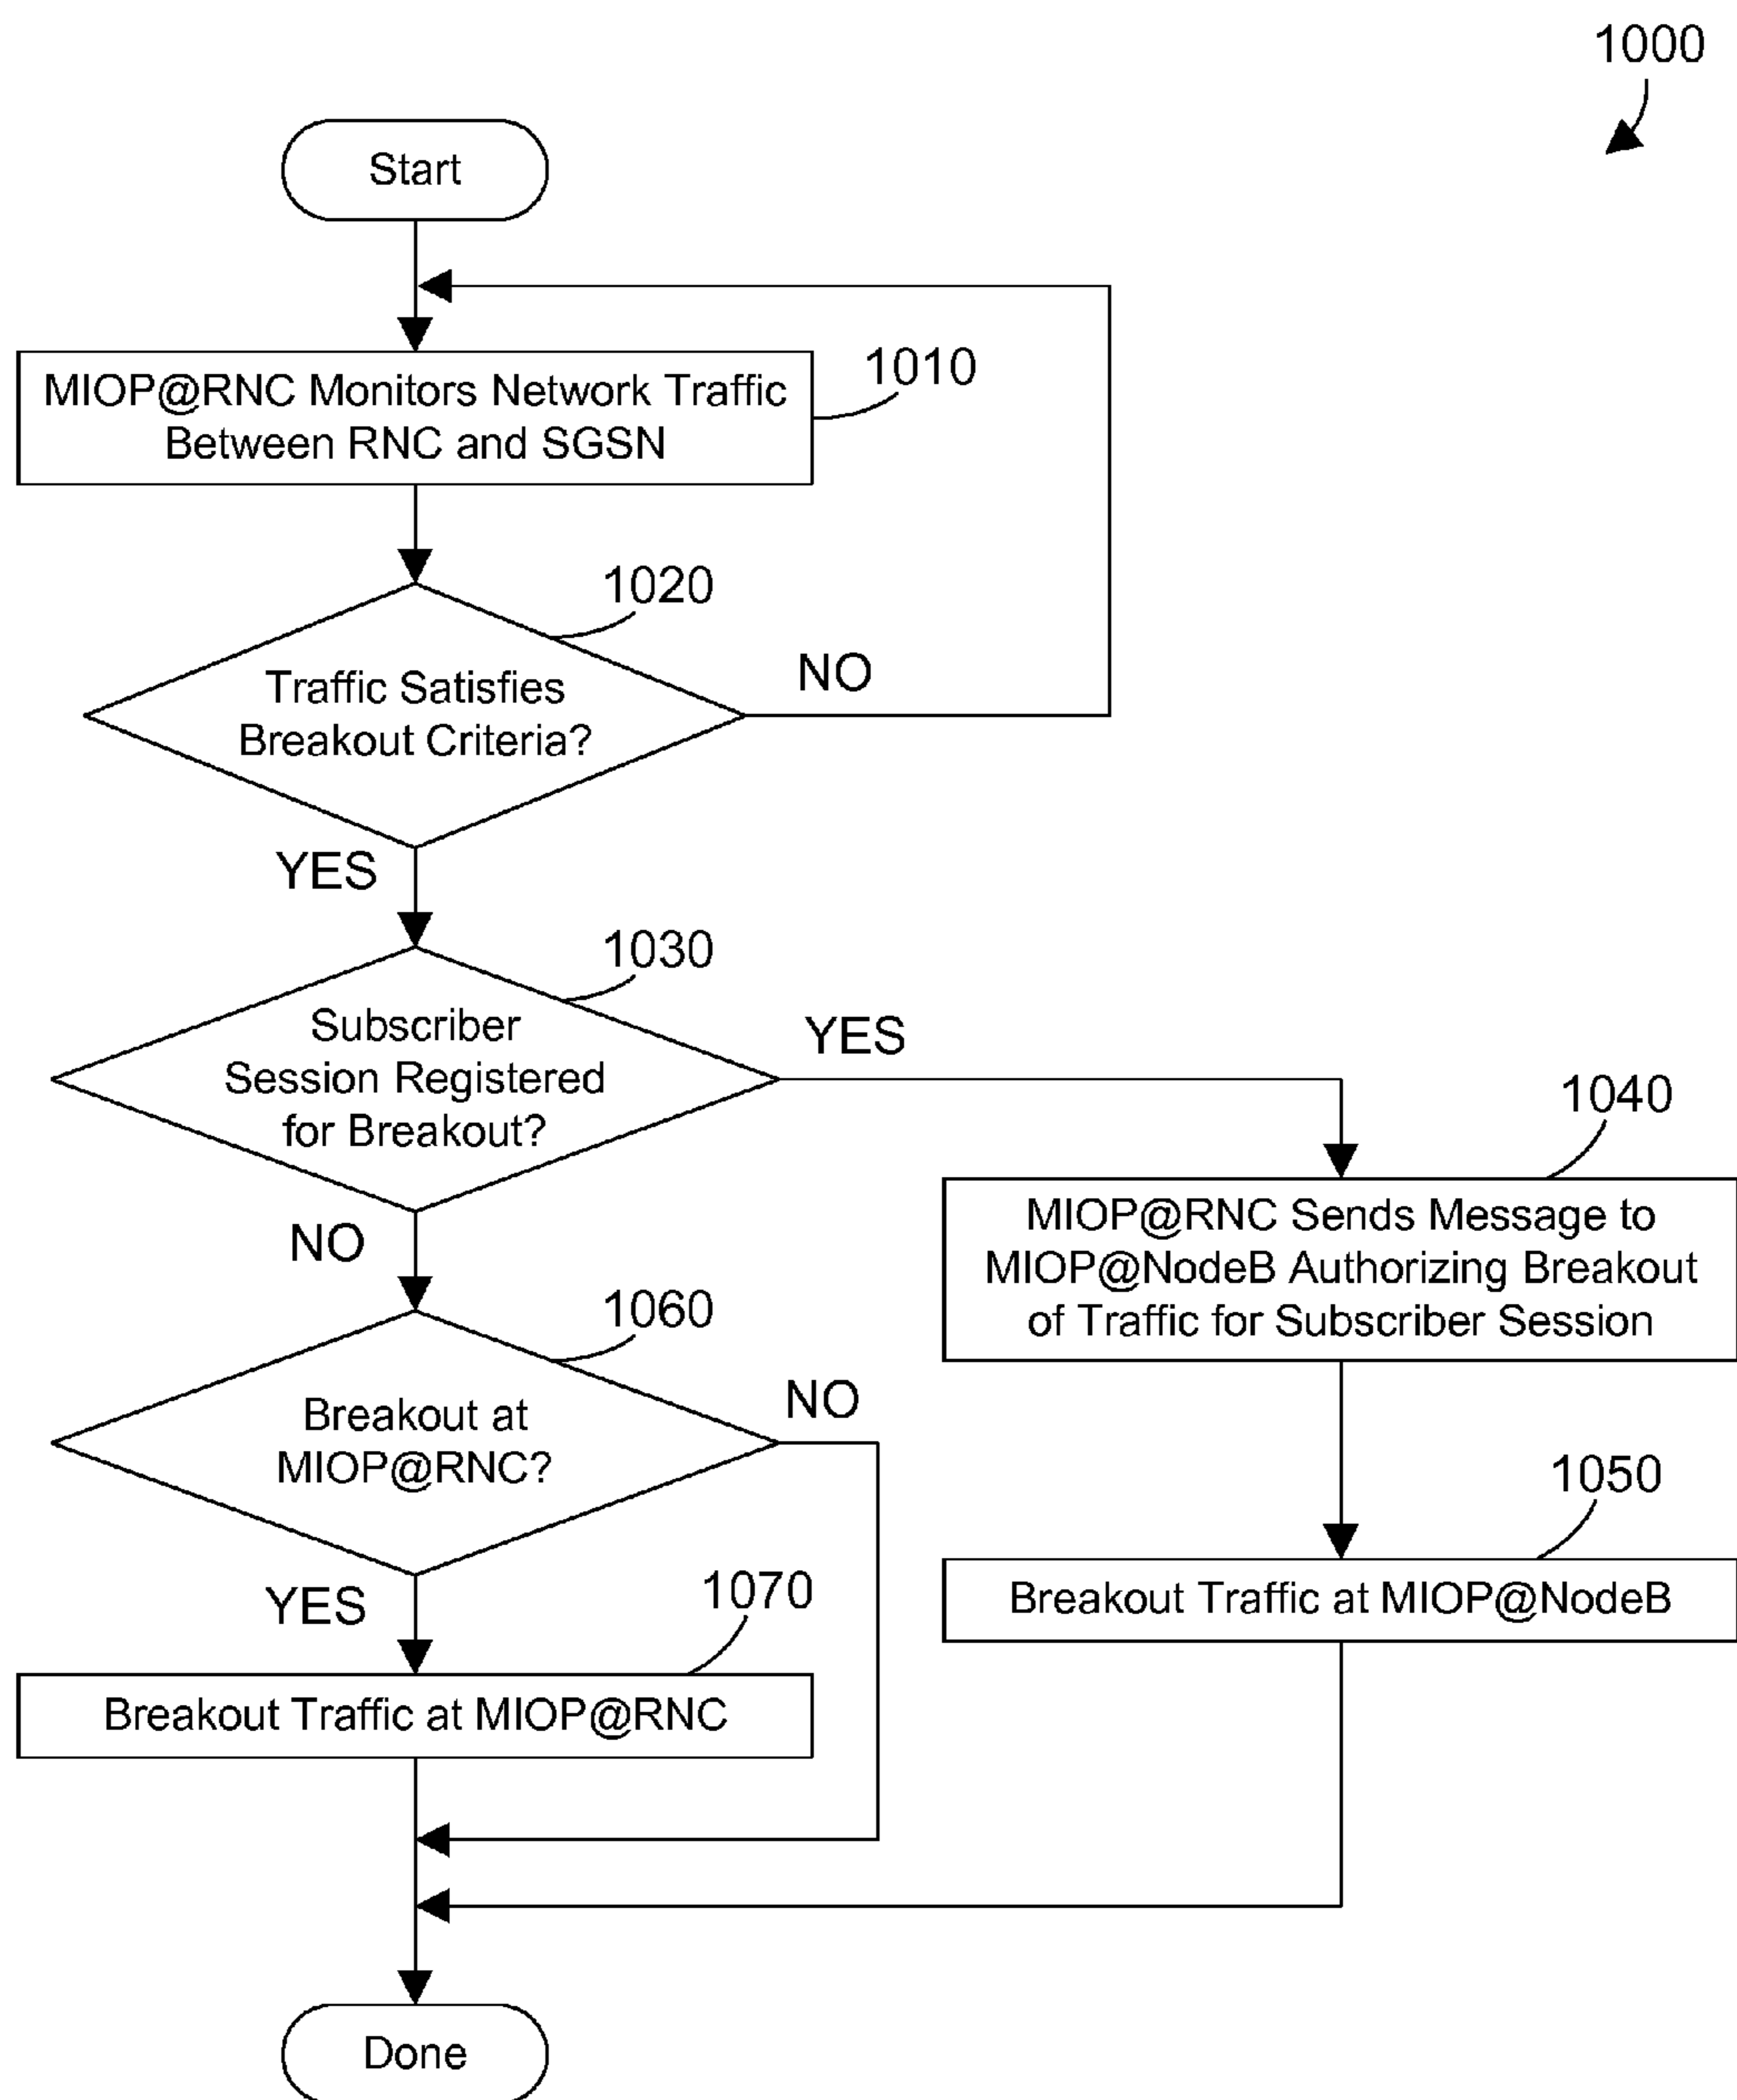 1000
Start
MIOP@RNC Monitors Network Traffic
Between RNC and SGSN
1010
1020
Traffic Satisfies
Breakout Criteria?
NO
YES
1030
Subscriber
Session Registered
for Breakout?
YES
NO
1040
MIOP@RNC Sends Message to
MIOP@NodeB Authorizing Breakout
of Traffic for Subscriber Session
1060
Breakout at
MIOP@RNC?
NO
YES
1050
Breakout Traffic at MIOP@NodeB
1070
Breakout Traffic at MIOP@RNC
Done